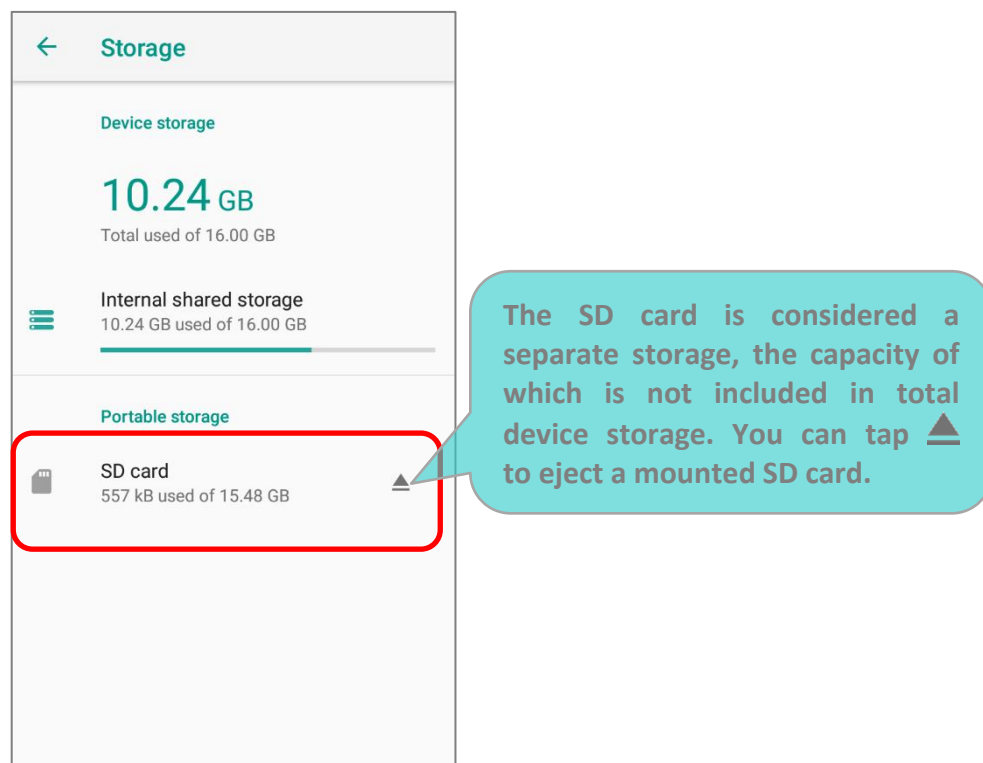 Storage
Device storage
10.24 GB
Total used of 16.00 GB
Internal shared storage
10.24 GB used of 16.00 GB
Portable storage
SD card
557 kB used of 15.48 GB
The SD card is considered a
separate storage, the capacity of
which is not included in total
device storage. You can tap
to eject a mounted SD card.